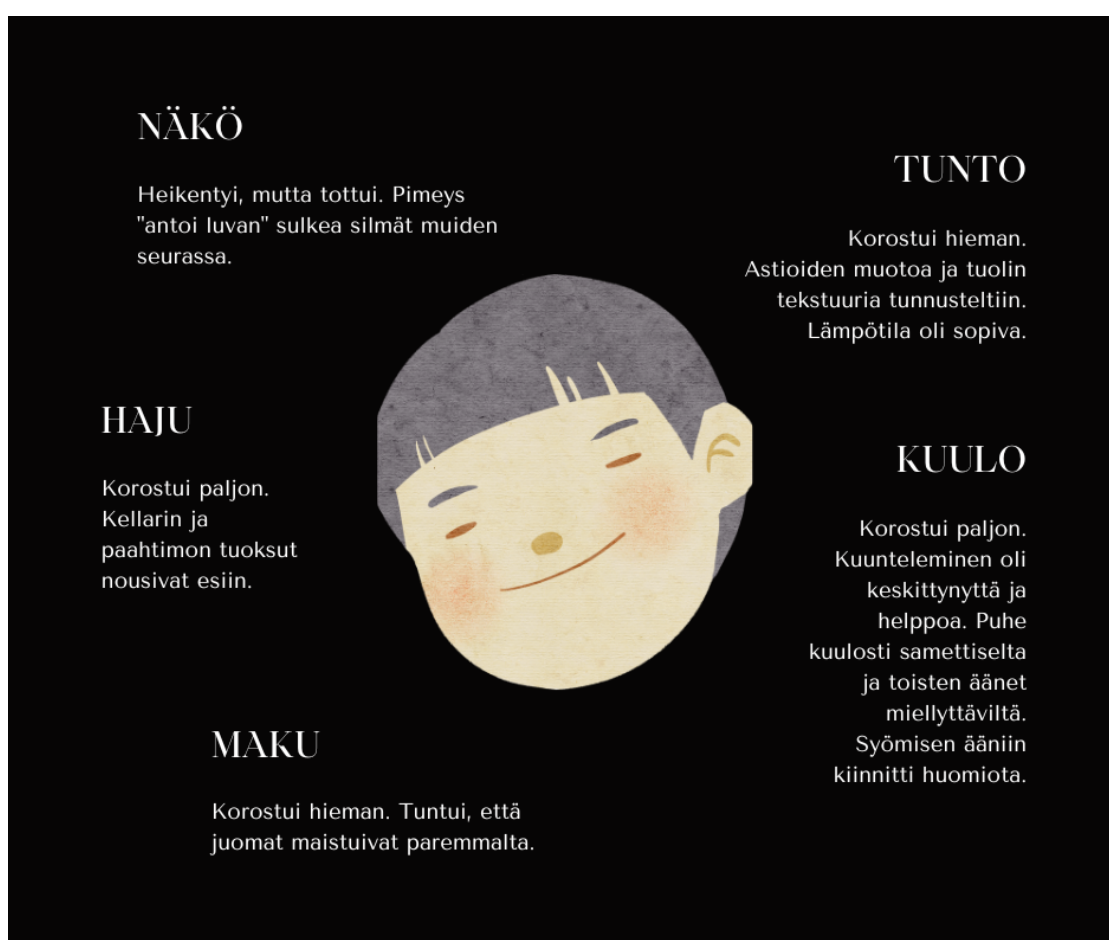 NÄKÖ
Heikentyi, mutta tottui. Pimeys
"antoi luvan" sulkea silmät muiden
seurassa.
TUNTO
Korostui hieman.
Astioiden muotoa ja tuolin
tekstuuria tunnusteltiin.
Lämpötila oli sopiva.
HAJU
Korostui paljon.
Kellarin ja
paahtimon tuoksut
nousivat esiin.
KUULO
Korostui paljon.
Kuunteleminen oli
keskittynyttä ja
helppoa. Puhe
kuulosti samettiselta
ja toisten äänet
miellyttäviltä.
Syömisen ääniin
kiinnitti huomiota.
MAKU
Korostui hieman. Tuntui, että
juomat maistuivat paremmalta.